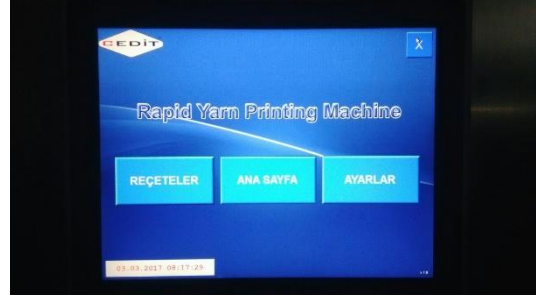 CEDİT
X
Rapid Yarn Printing Machine
REÇETELER
ANA SAYFA
AYARLAR
03.03.2017 08:17:29